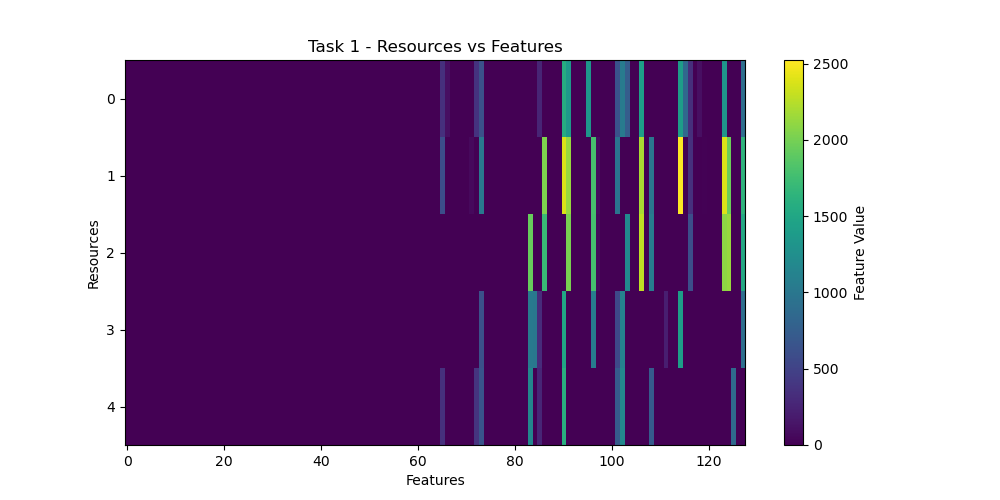 Task 1 - Resources vs Features
Resources
0
1
2
3
4
0 20 40 60 80 100 120
Features
2500
2000
1500
1000
500
0
Feature Value